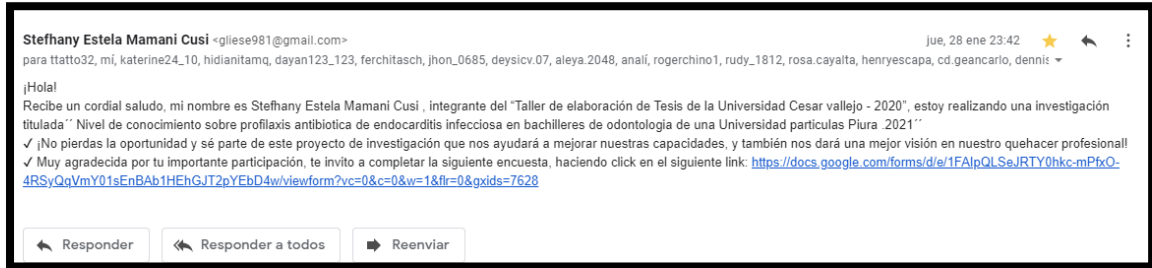 Stefhany Estela Mamani Cusi <gliese981@gmail.com> jue, 28 ene 23:42
para ttatto32, mí, katerine24_10, hidianitamq, dayan123_123, ferchitasch, jhon_0685, deysicv.07, aleya.2048, analí, rogerchino1, rudy_1812, rosa.cayalta, henryescapa, cd.geancarlo, dennis
¡Hola!
Recibe un cordial saludo, mi nombre es Stefhany Estela Mamani Cusi , integrante del “Taller de elaboración de Tesis de la Universidad Cesar vallejo - 2020”, estoy realizando una investigación
titulada´´ Nivel de conocimiento sobre profilaxis antibiotica de endocarditis infecciosa en bachilleres de odontologia de una Universidad particulas Piura .2021´´
✓ ¡No pierdas la oportunidad y sé parte de este proyecto de investigación que nos ayudará a mejorar nuestras capacidades, y también nos dará una mejor visión en nuestro quehacer profesional!
✓ Muy agradecida por tu importante participación, te invito a completar la siguiente encuesta, haciendo click en el siguiente link: https://docs.google.com/forms/d/e/1FAIpQLSeJRTY0hkc-mPfxO-
4RSyQqVmY01sEnBAb1HEhGJT2pYEbD4w/viewform?vc=0&c=0&w=1&flr=0&gxids=7628
Responder Responder a todos Reenviar